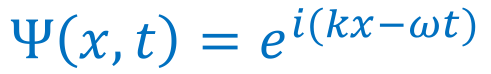 Ψ(x, t) = e^{i(kx−ωt)}